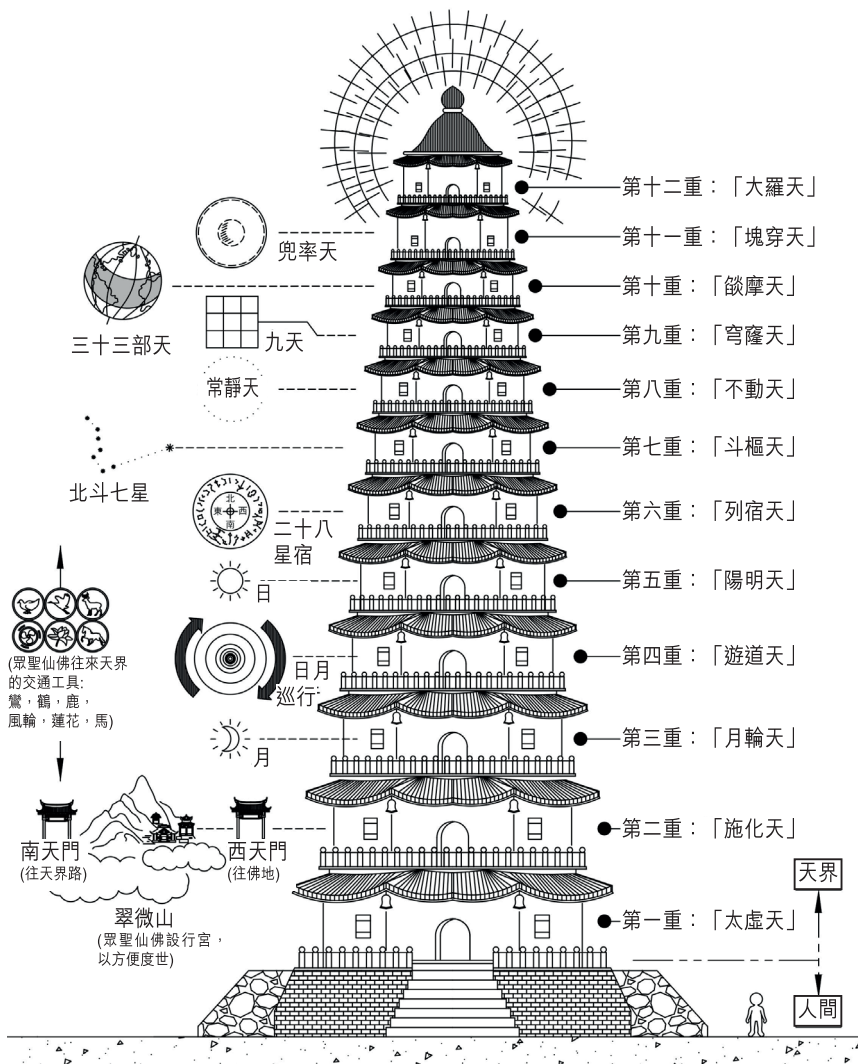 第十二重：「大羅天」
第十一重：「塊穿天」
兜率天
第十重：「燄摩天」
三十三部天
第九重：「穹窿天」
九天
第八重：「不動天」
常靜天
第七重：「斗樞天」
北斗七星
第六重：「列宿天」
北
東
西
南
二十八
星宿
第五重：「陽明天」
日
第四重：「遊道天」
日月
巡行
(眾聖仙佛往來天界
的交通工具:
鸞，鶴，鹿，
風輪，蓮花，馬)
第三重：「月輪天」
月
第二重：「施化天」
南天門
(往天界路)
西天門
(往佛地)
翠微山
(眾聖仙佛設行宮，
以方便度世)
第一重：「太虛天」
天界
人間